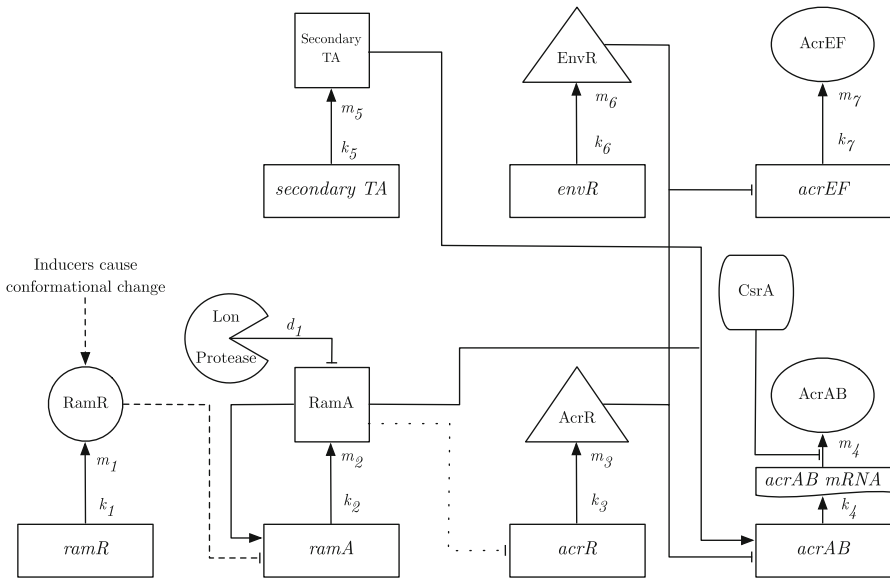 Secondary
TA
EnvR
AcrEF
m5
m6
m7
k5
k6
k7
secondary TA
envR
acrEF
Inducers cause
conformational change
Lon
Protease
d1
CsrA
RamR
RamA
AcrR
AcrAB
m1
m2
m3
m4
acrAB mRNA
k1
k2
k3
k4
ramR
ramA
acrR
acrAB